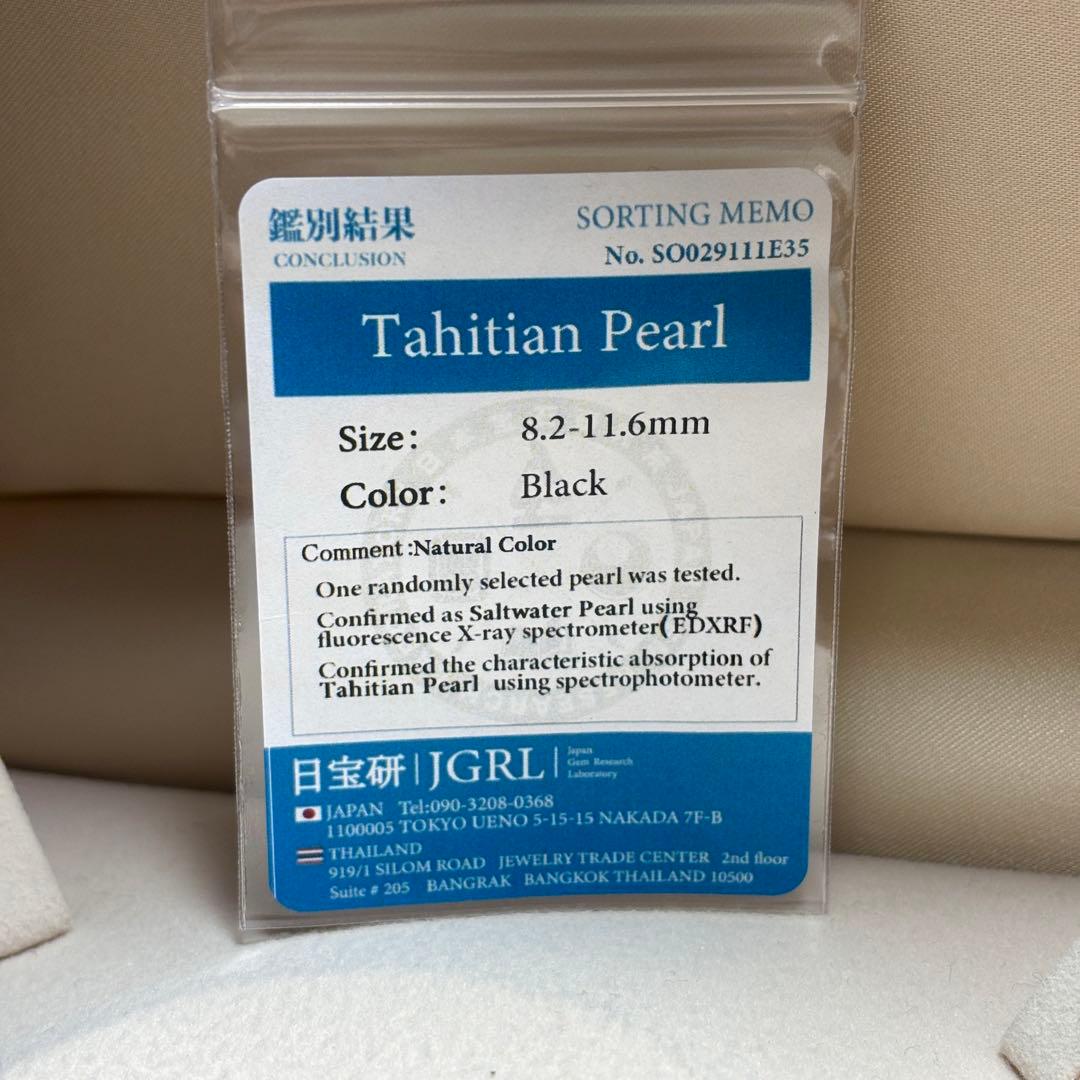 鑑別結果
CONCLUSION
SORTING MEMO
No. SO029111E35
Tahitian Pearl
Size: 8.2-11.6mm
Color: Black
Comment :Natural Color
One randomly selected pearl was tested.
Confirmed as Saltwater Pearl using
fluorescence X-ray spectrometer(EDXRF)
Confirmed the characteristic absorption of
Tahitian Pearl using spectrophotometer.
日宝研 | JGRL |
Japan
Gem Research
Laboratory
JAPAN Tel:090-3208-0368
1100005 TOKYO UENO 5-15-15 NAKADA 7F-B
THAILAND
919/1 SILOM ROAD JEWELRY TRADE CENTER 2nd floor
Suite # 205 BANGRAK BANGKOK THAILAND 10500